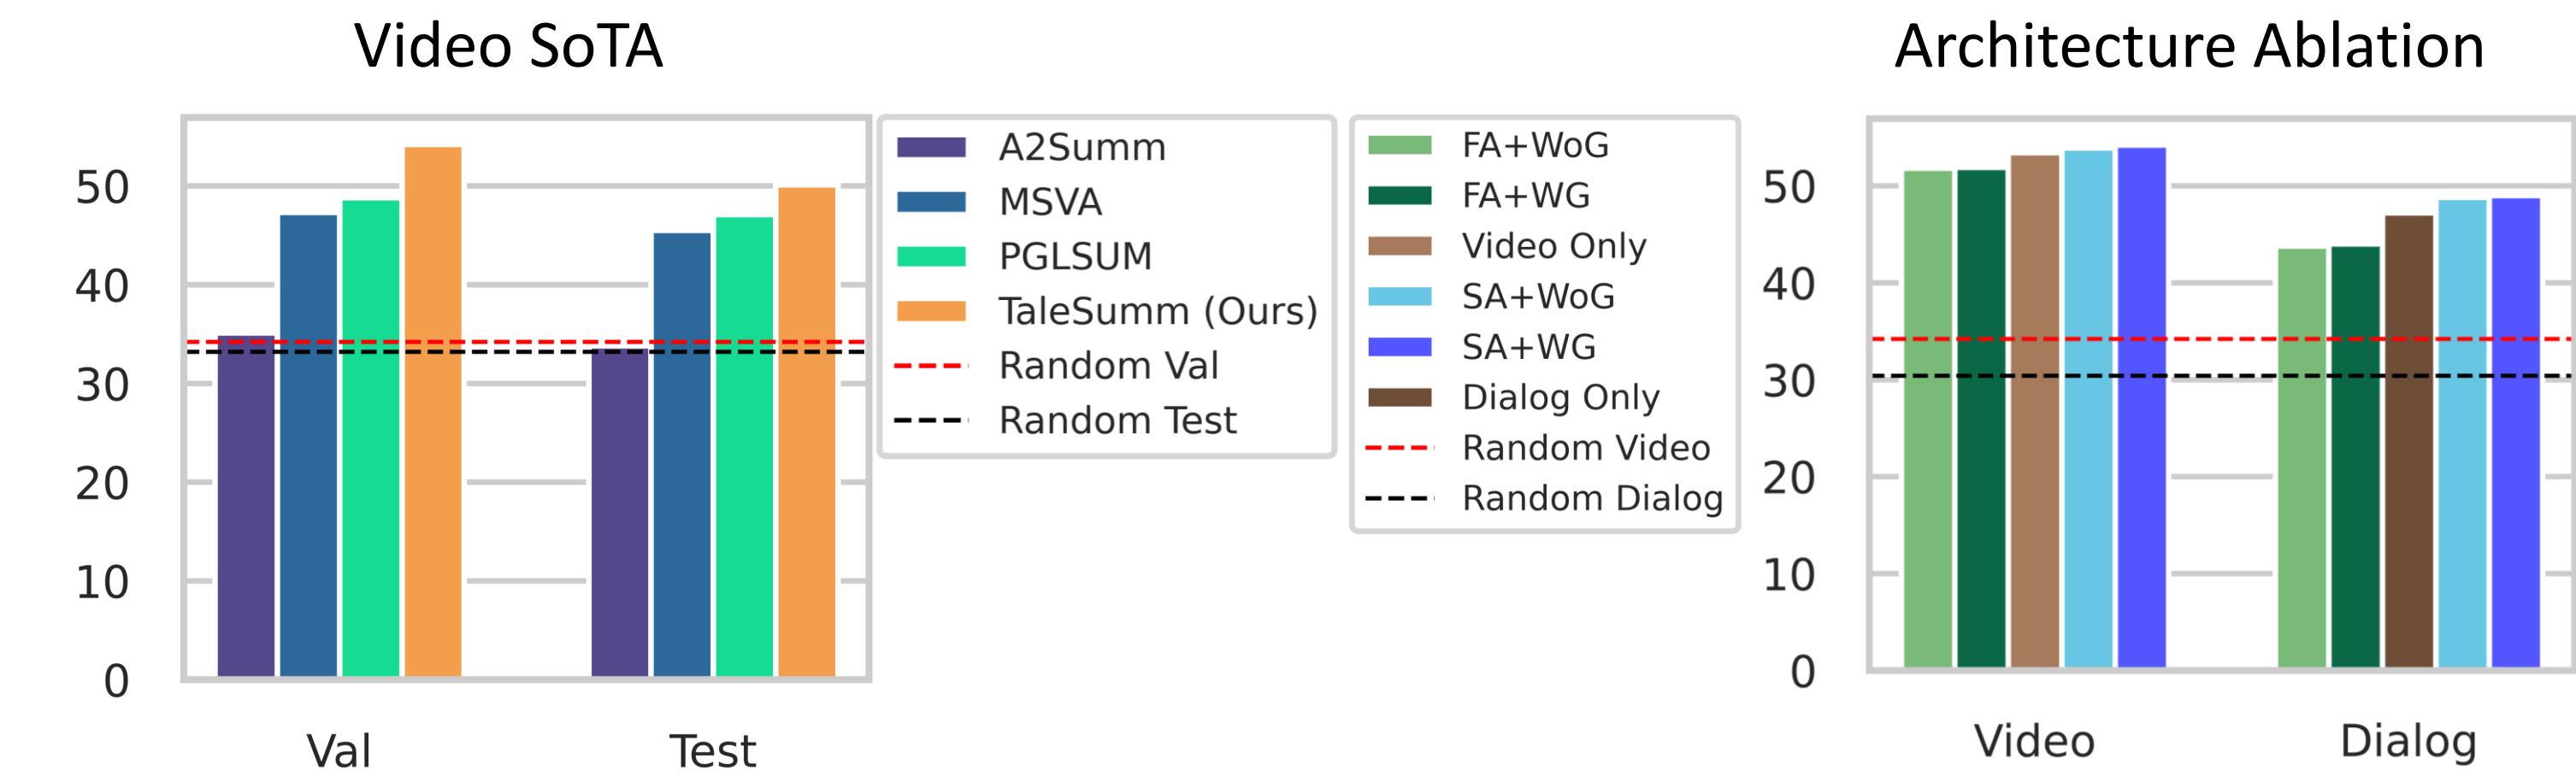 Video SoTA
50
40
30
20
10
0
Val
Test
A2Summ
MSVA
PGLSUM
TaleSumm (Ours)
Random Val
Random Test
FA+WoG
FA+WG
Video Only
SA+WoG
SA+WG
Dialog Only
Random Video
Random Dialog
Architecture Ablation
50
40
30
20
10
0
Video
Dialog